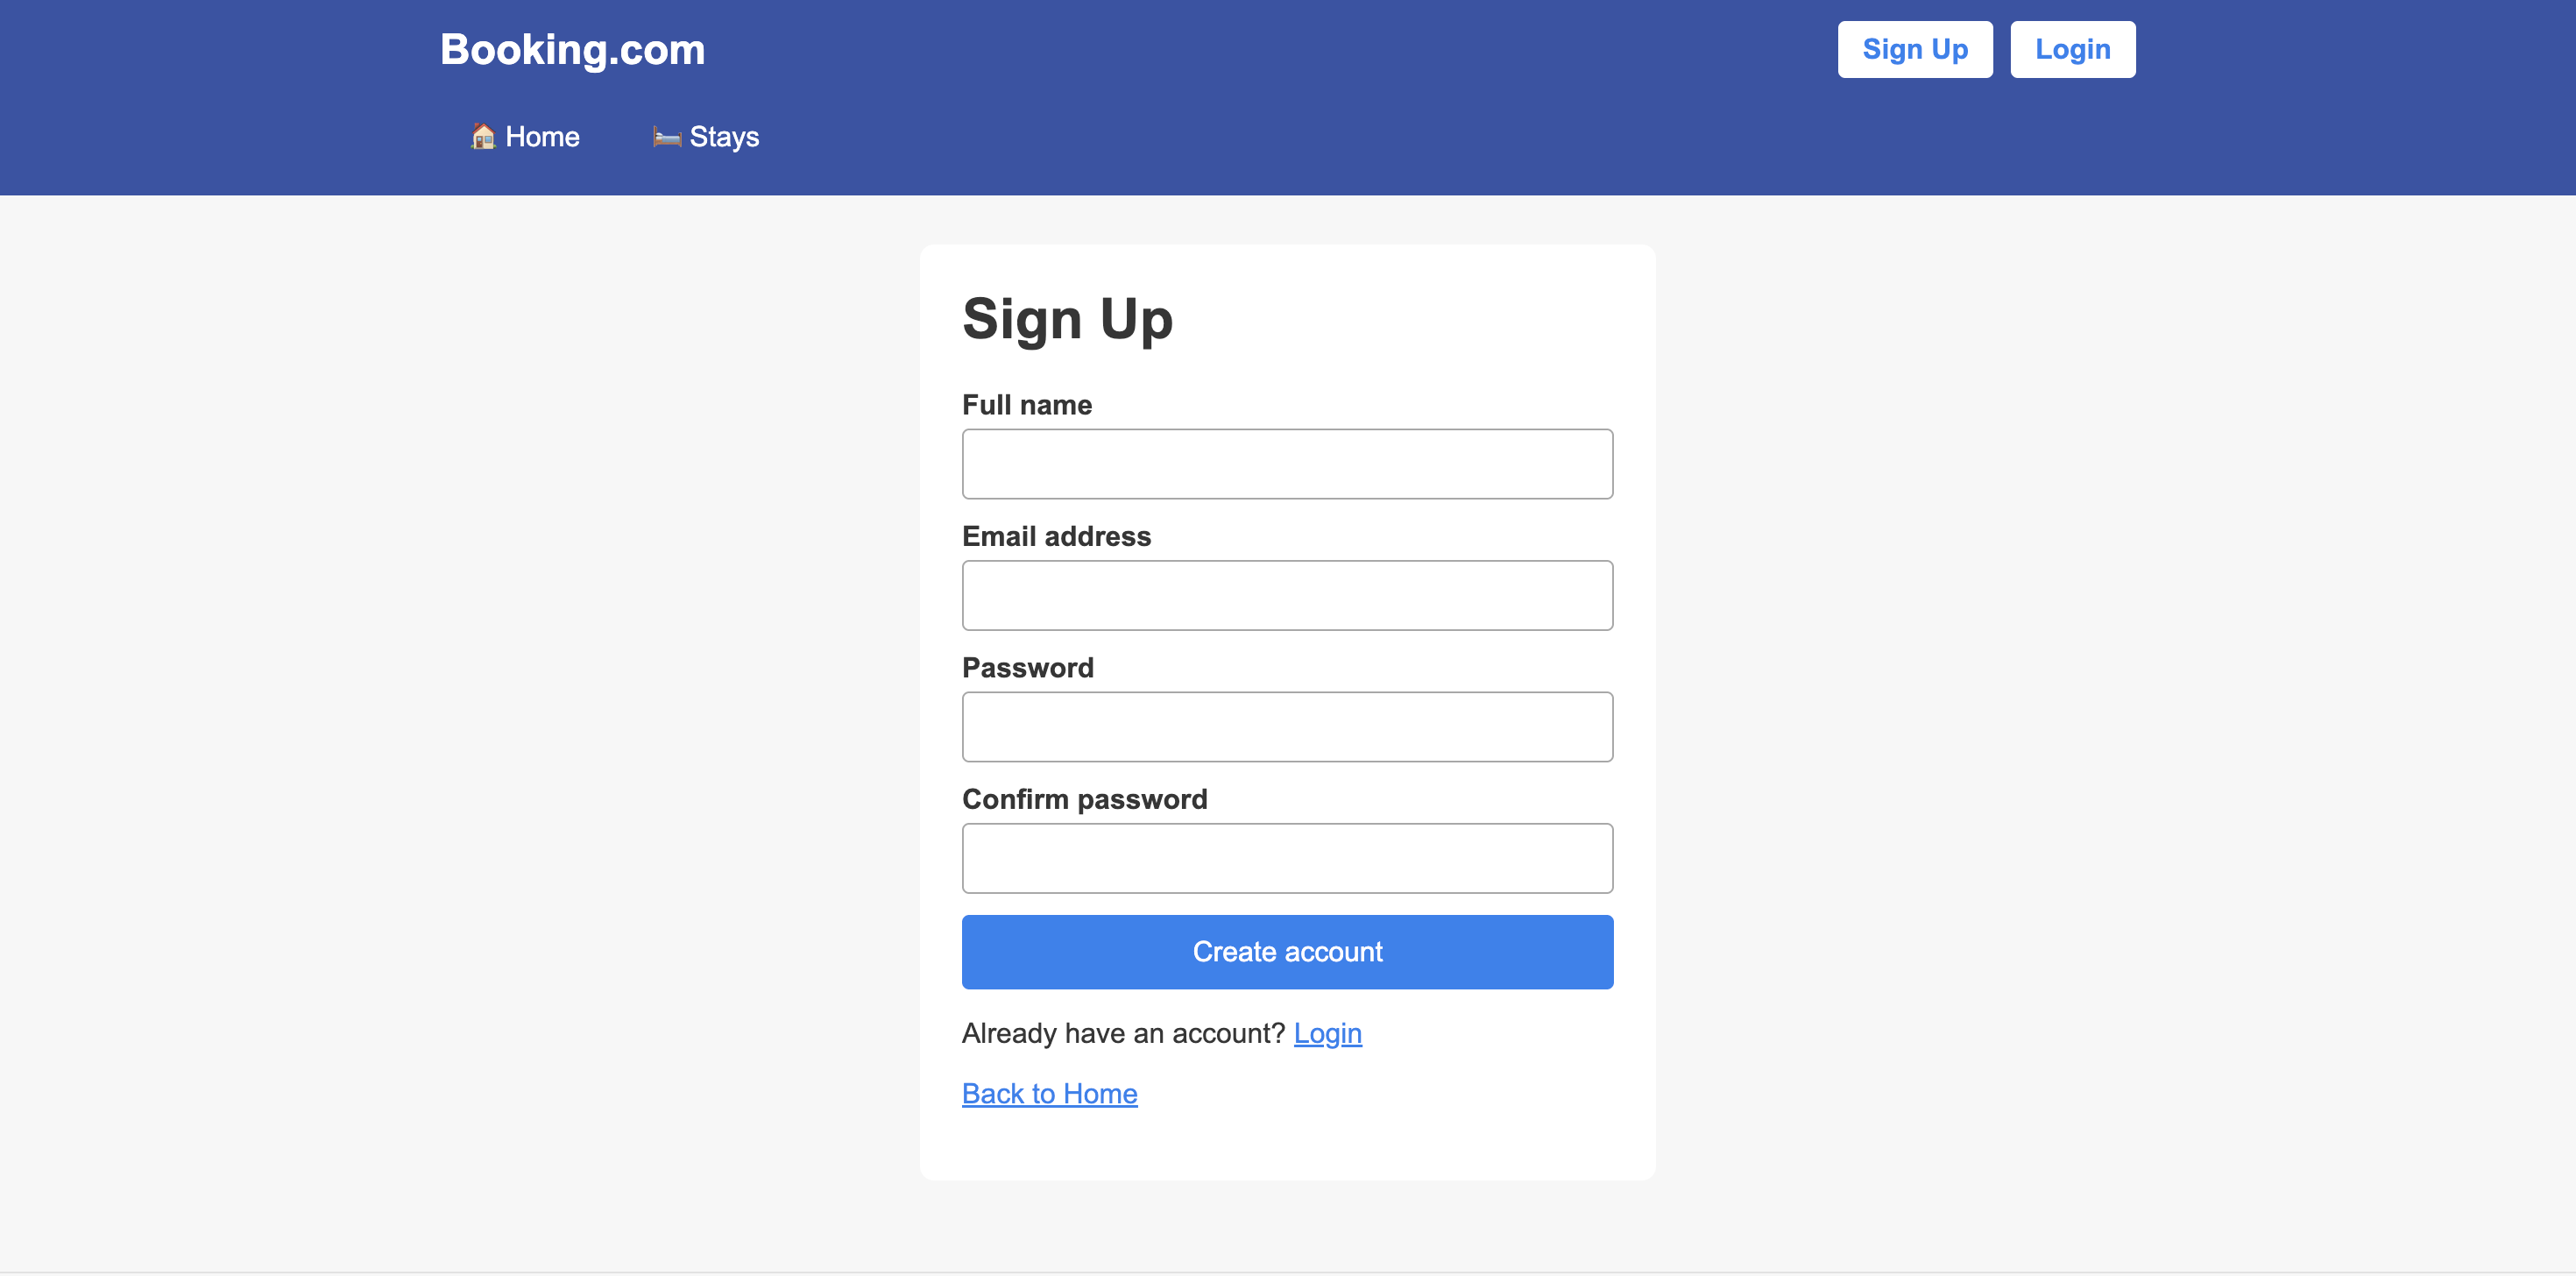 Booking.com
Sign Up
Login
🏠 Home
🛏️ Stays
Sign Up
Full name
Email address
Password
Confirm password
Create account
Already have an account? Login
Back to Home